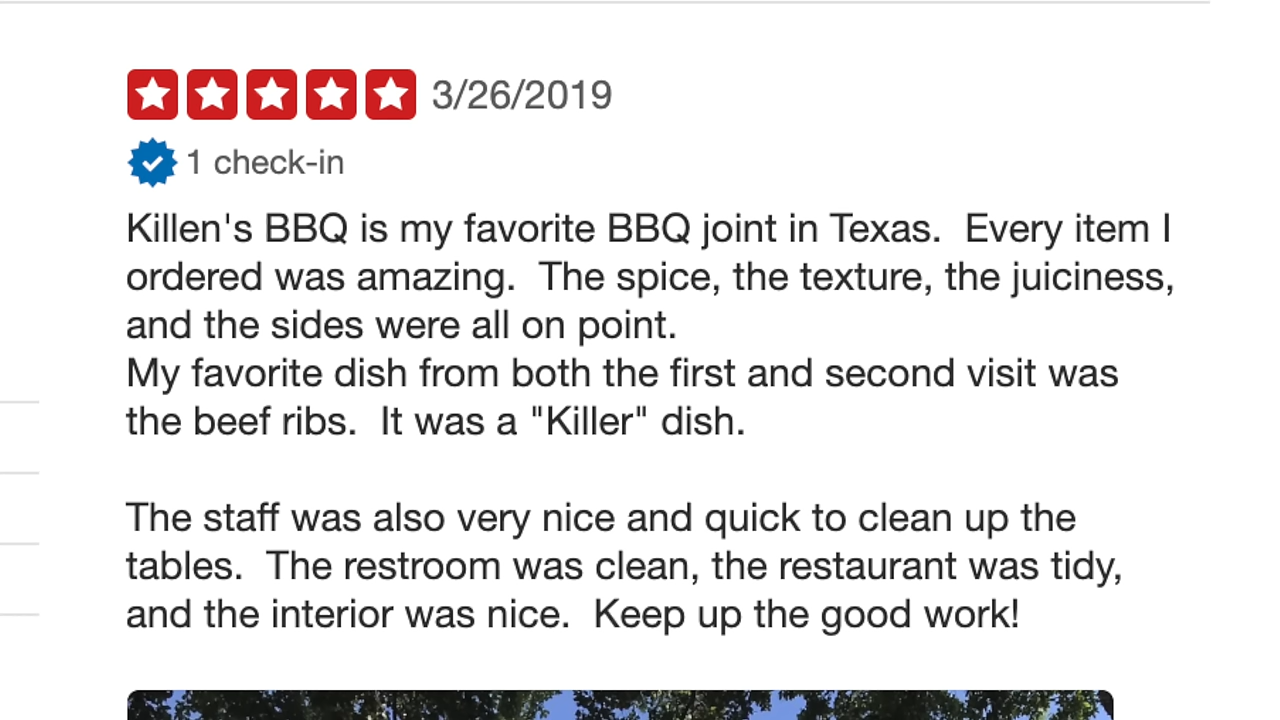 3/26/2019
1 check-in
Killen's BBQ is my favorite BBQ joint in Texas.  Every item I
ordered was amazing.  The spice, the texture, the juiciness,
and the sides were all on point.
My favorite dish from both the first and second visit was
the beef ribs.  It was a "Killer" dish.
The staff was also very nice and quick to clean up the
tables.  The restroom was clean, the restaurant was tidy,
and the interior was nice.  Keep up the good work!